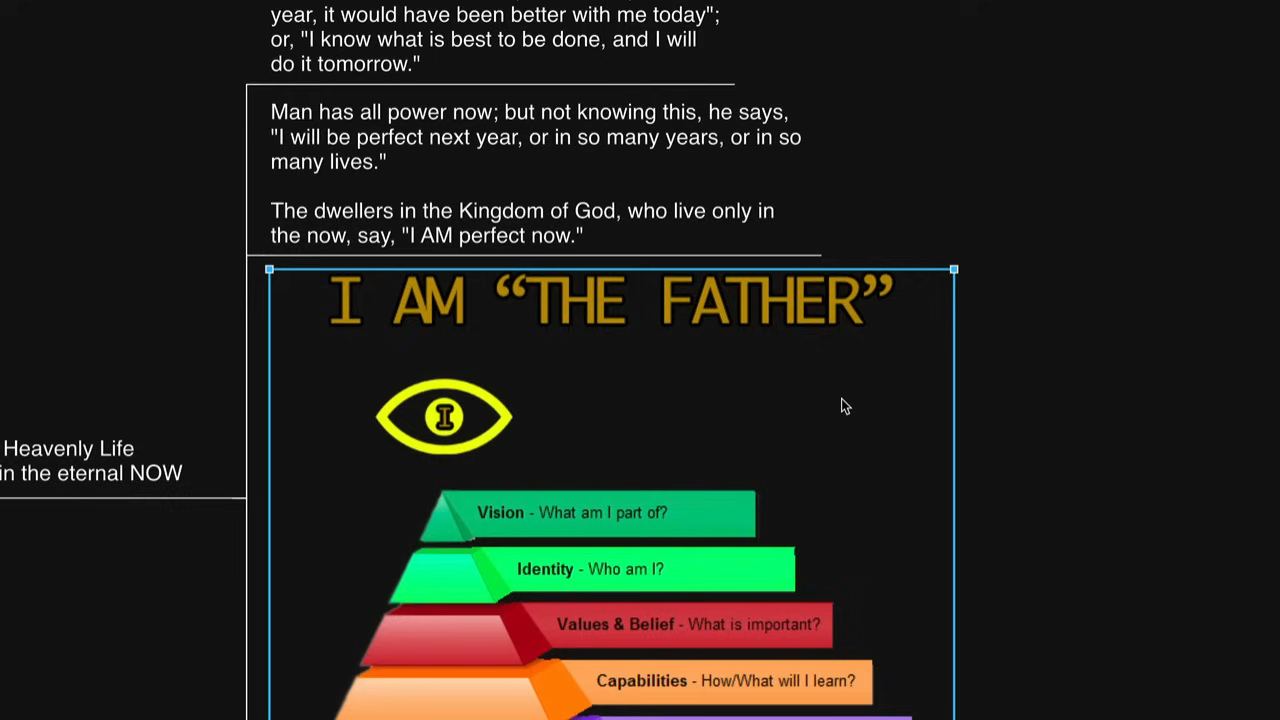 year, it would have been better with me today";
or, "I know what is best to be done, and I will
do it tomorrow."
Man has all power now; but not knowing this, he says,
"I will be perfect next year, or in so many years, or in so
many lives."
The dwellers in the Kingdom of God, who live only in
the now, say, "I AM perfect now."
I AM “THE FATHER”
I
Heavenly Life
in the eternal NOW
Vision - What am I part of?
Identity - Who am I?
Values & Belief - What is important?
Capabilities - How/What will I learn?